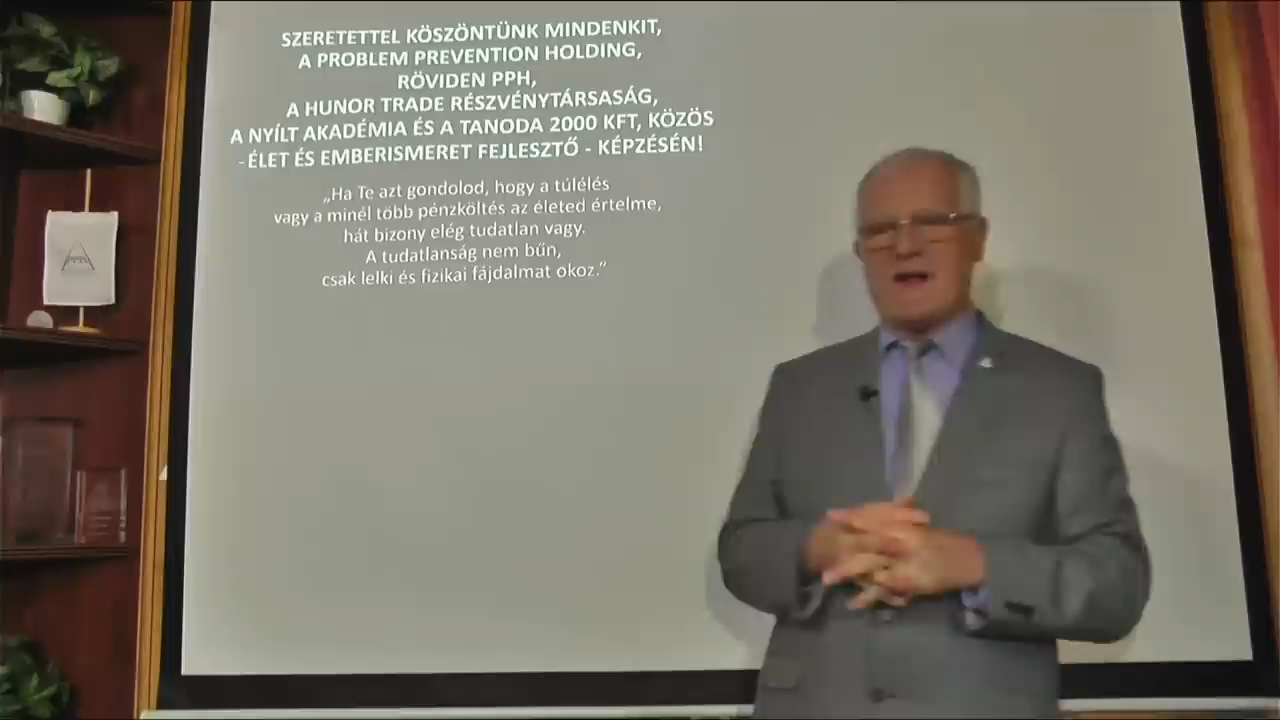 SZERETETTEL KÖSZÖNTÜNK MINDENKIT,
A PROBLEM PREVENTION HOLDING,
RÖVIDEN PPH,
A HUNOR TRADE RÉSZVÉNYTÁRSASÁG,
A NYÍLT AKADÉMIA ÉS A TANODA 2000 KFT, KÖZÖS
-ÉLET ÉS EMBERISMERET FEJLESZTŐ - KÉPZÉSÉN!
„Ha Te azt gondolod, hogy a túlélés
vagy a minél több pénzköltés az életed értelme,
hát bizony elég tudatlan vagy.
A tudatlanság nem bűn,
csak lelki és fizikai fájdalmat okoz.”